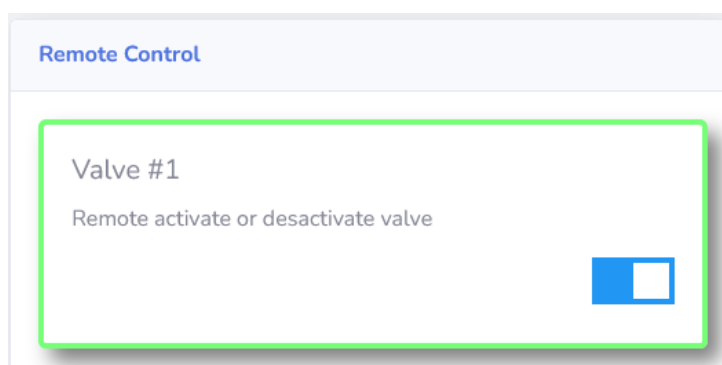 Remote Control
Valve #1
Remote activate or desactivate valve